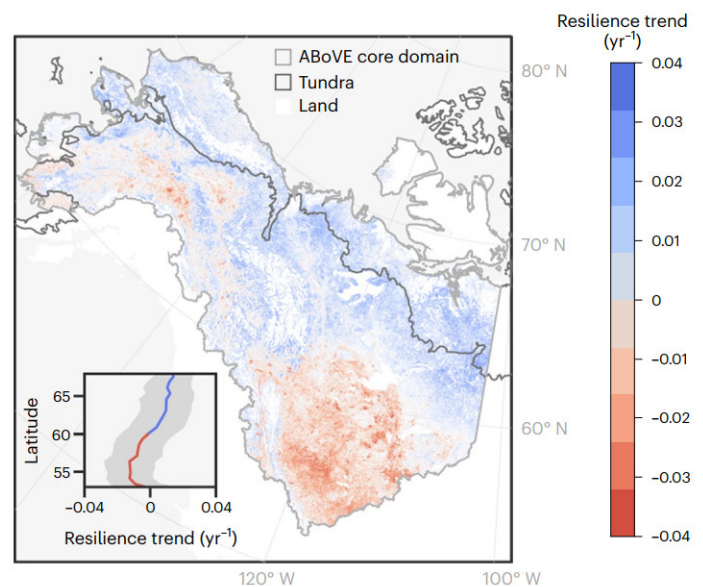 Resilience trend
(yr⁻¹)
ABoVE core domain
Tundra
Land
80° N
70° N
60° N
120° W
100° W
0.04
0.03
0.02
0.01
0
−0.01
−0.02
−0.03
−0.04
Latitude
65
60
55
−0.04
0
0.04
Resilience trend (yr⁻¹)